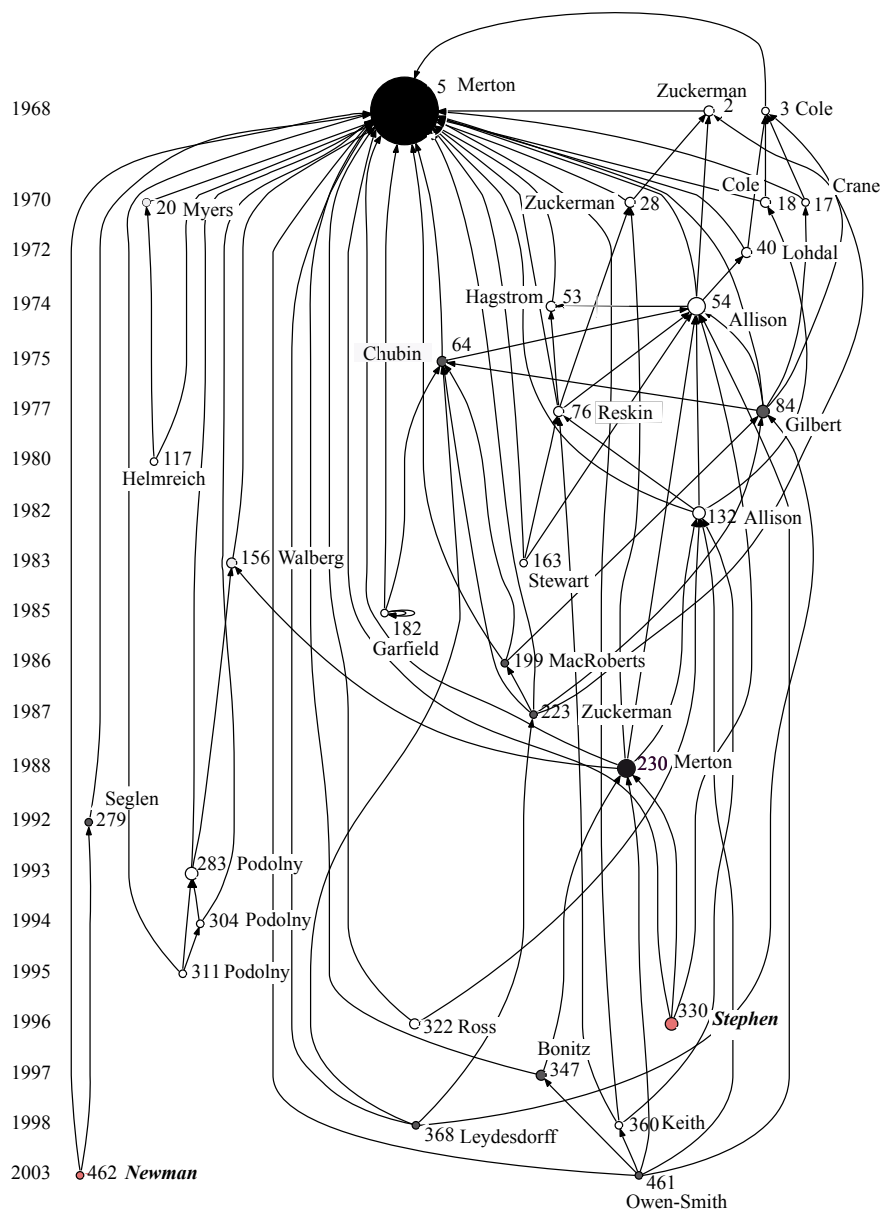 1968
5 Merton
Zuckerman
2
3 Cole
1970
20 Myers
Zuckerman 28
Cole
18
17
Crane
1972
40
Lohdal
1974
Hagstrom 53
54
Allison
1975
Chubin
64
1977
76 Reskin
84
Gilbert
1980
117
Helmreich
1982
132 Allison
1983
156 Walberg
163
Stewart
1985
182
Garfield
1986
199 MacRoberts
1987
223 Zuckerman
1988
230 Merton
Seglen
1992
279
1993
283 Podolny
1994
304 Podolny
1995
311 Podolny
1996
322 Ross
330 Stephen
Bonitz
1997
347
1998
368 Leydesdorff
360 Keith
2003
462 Newman
461
Owen-Smith